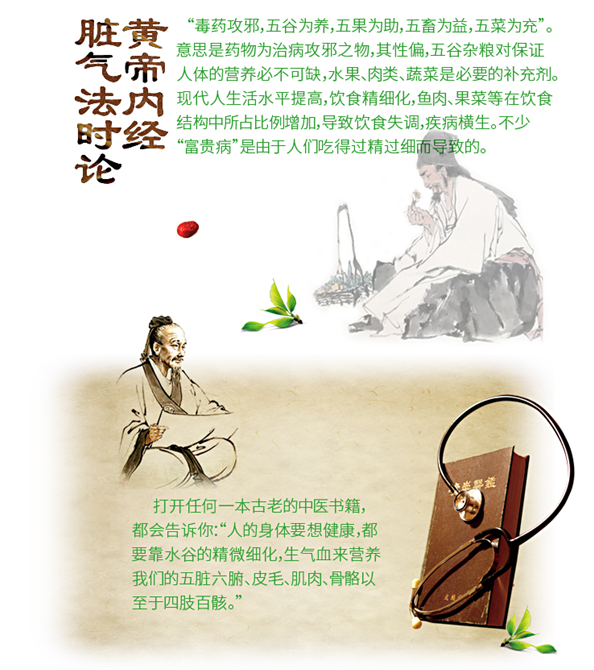 黄帝内经
脏气法时论
“毒药攻邪,五谷为养,五果为助,五畜为益,五菜为充”。
意思是药物为治病攻邪之物,其性偏,五谷杂粮对保证
人体的营养必不可缺,水果、肉类、蔬菜是必要的补充剂。
现代人生活水平提高,饮食精细化,鱼肉、果菜等在饮食
结构中所占比例增加,导致饮食失调,疾病横生。不少
“富贵病”是由于人们吃得过精过细而导致的。
打开任何一本古老的中医书籍,
都会告诉你:“人的身体要想健康,都
要靠水谷的精微细化,生气血来营养
我们的五脏六腑、皮毛、肌肉、骨骼以
至于四肢百骸。”